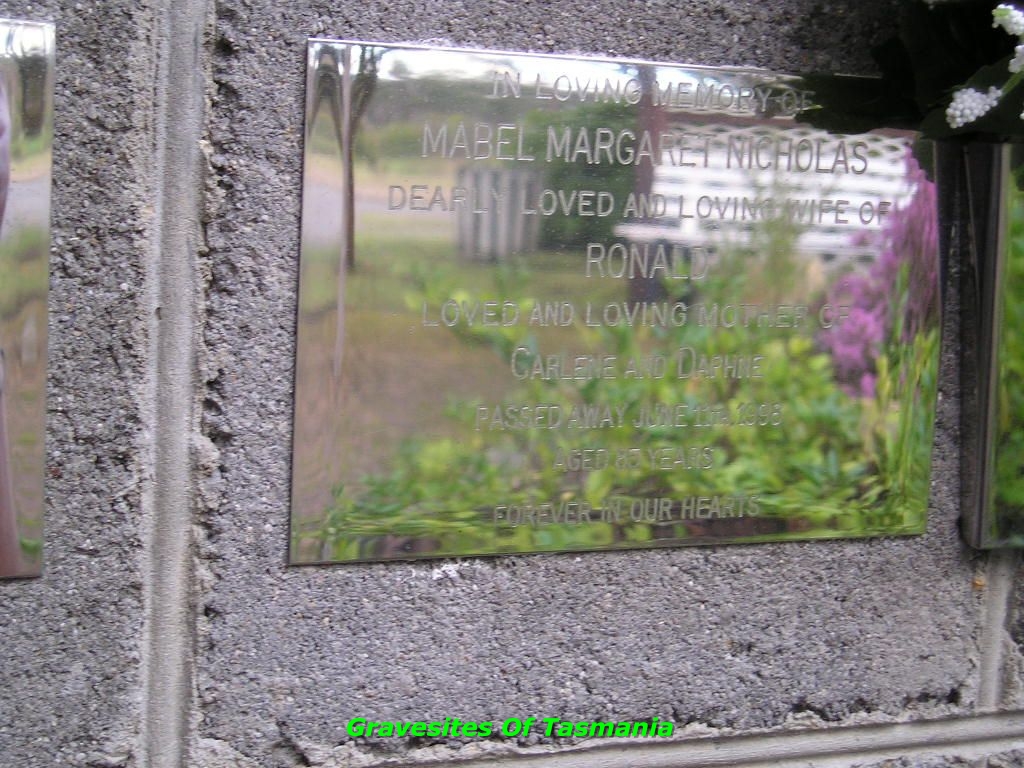 IN LOVING MEMORY OF
MABEL MARGARET NICHOLAS
DEARLY LOVED AND LOVING WIFE OF
RONALD
LOVED AND LOVING MOTHER OF
CARLENE AND DAPHNE
PASSED AWAY JUNE 11TH. 1998
AGED 85 YEARS
FOREVER IN OUR HEARTS
Gravesites Of Tasmania